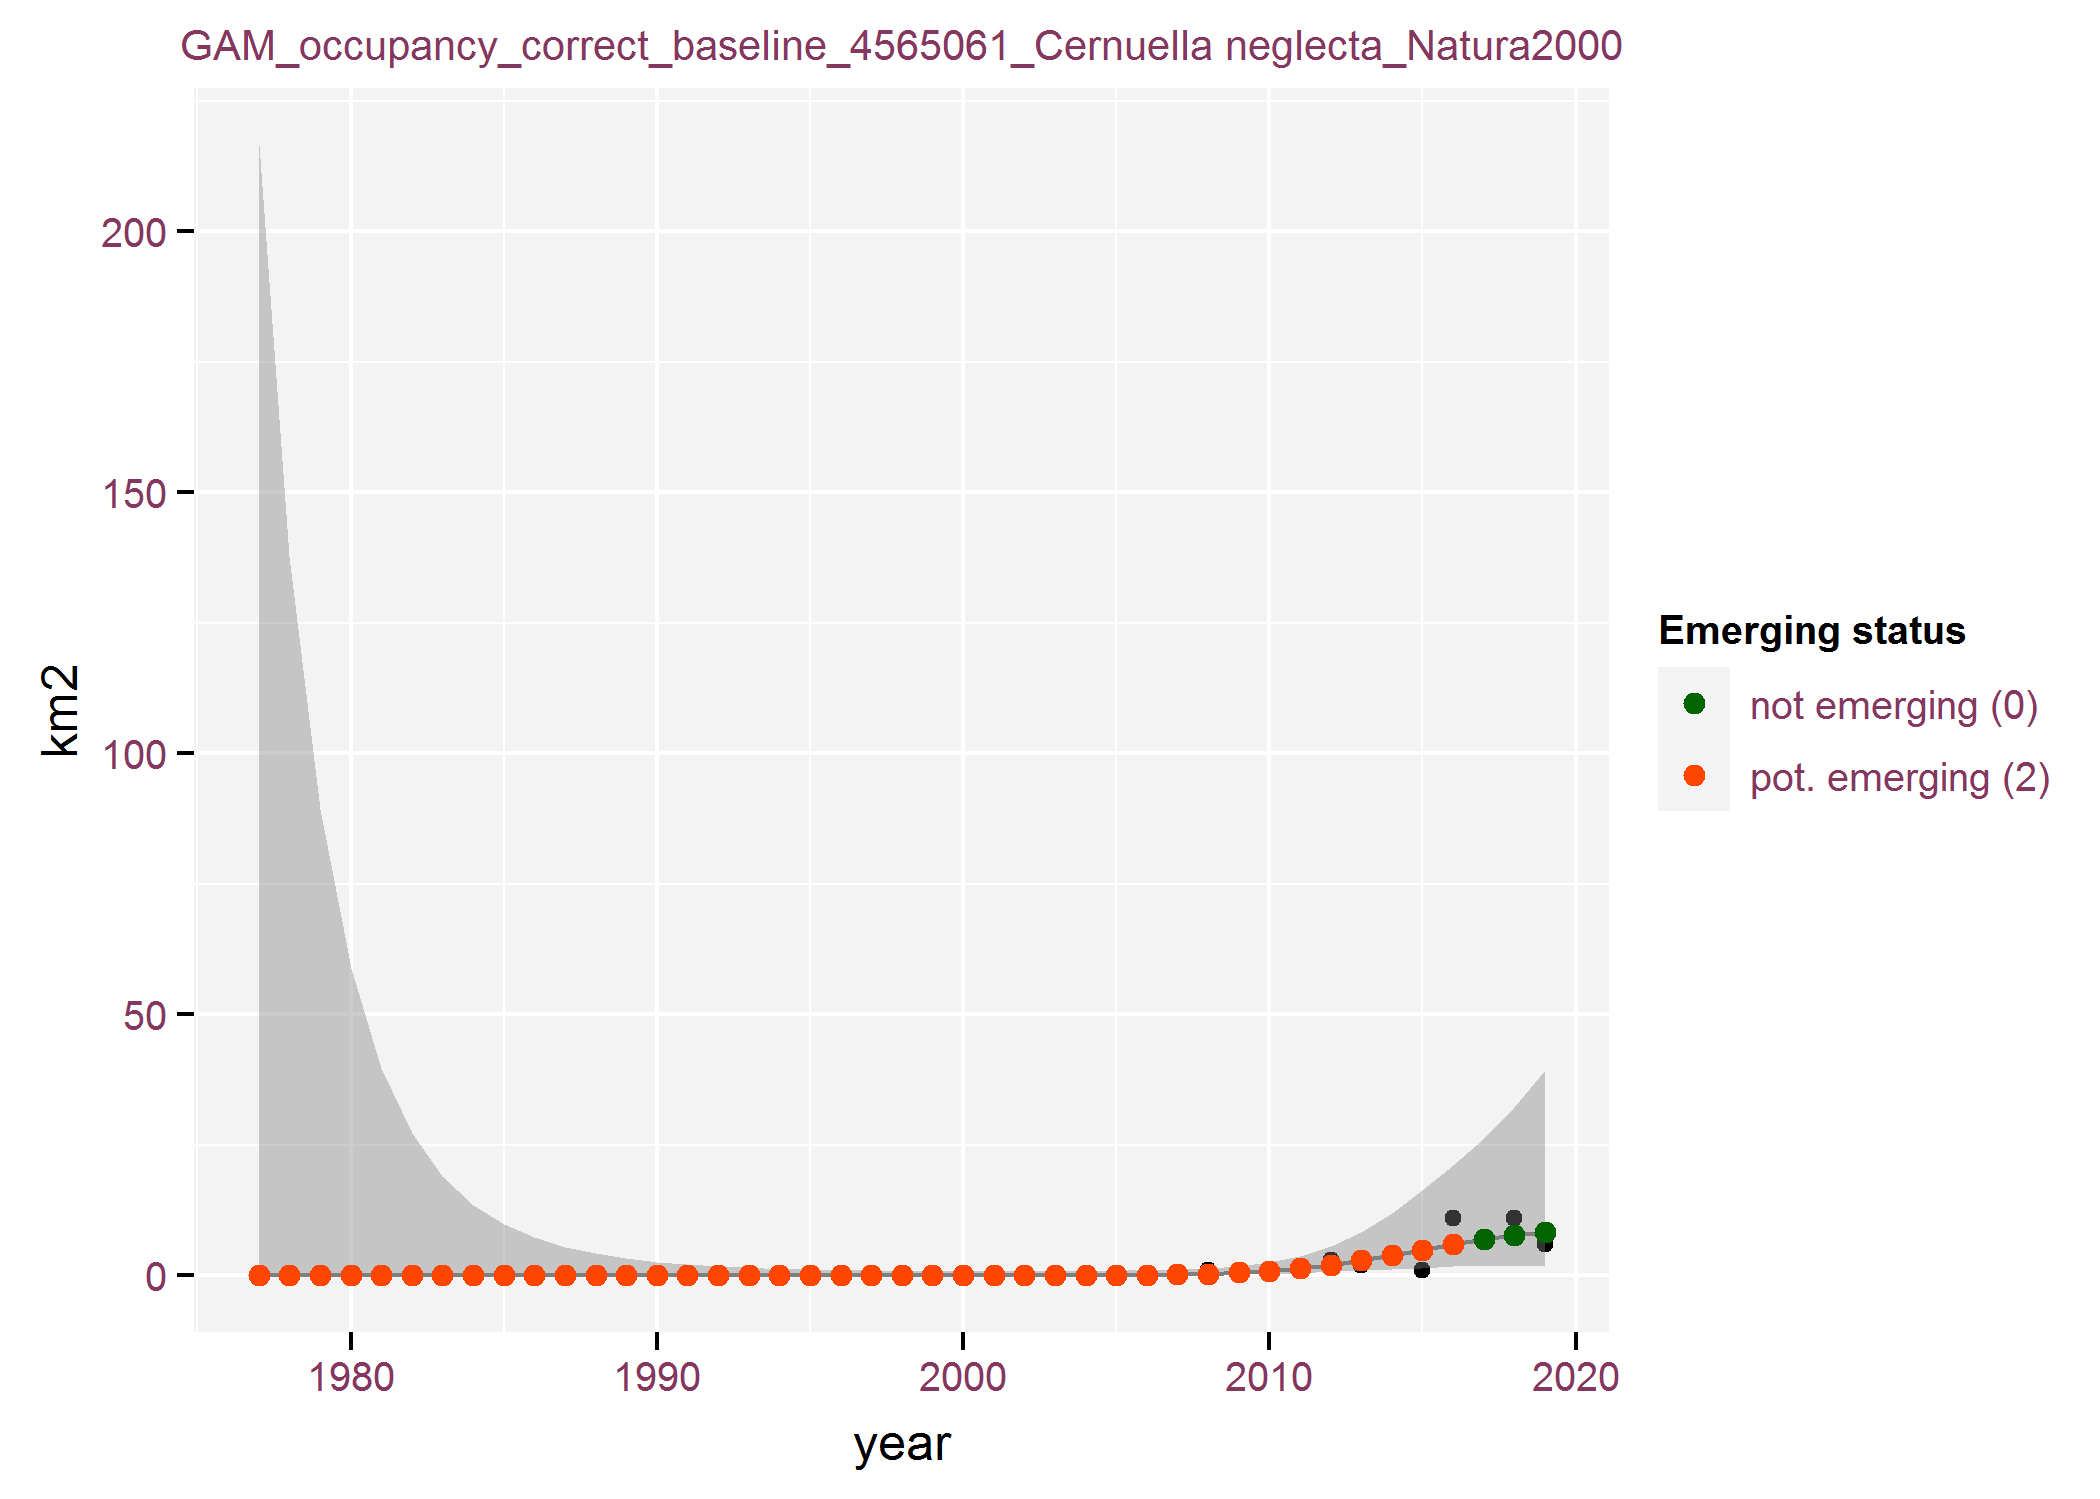 GAM_occupancy_correct_baseline_4565061_Cernuella neglecta_Natura2000
km2
200
150
100
50
0
1980 1990 2000 2010 2020
year
Emerging status
not emerging (0)
pot. emerging (2)